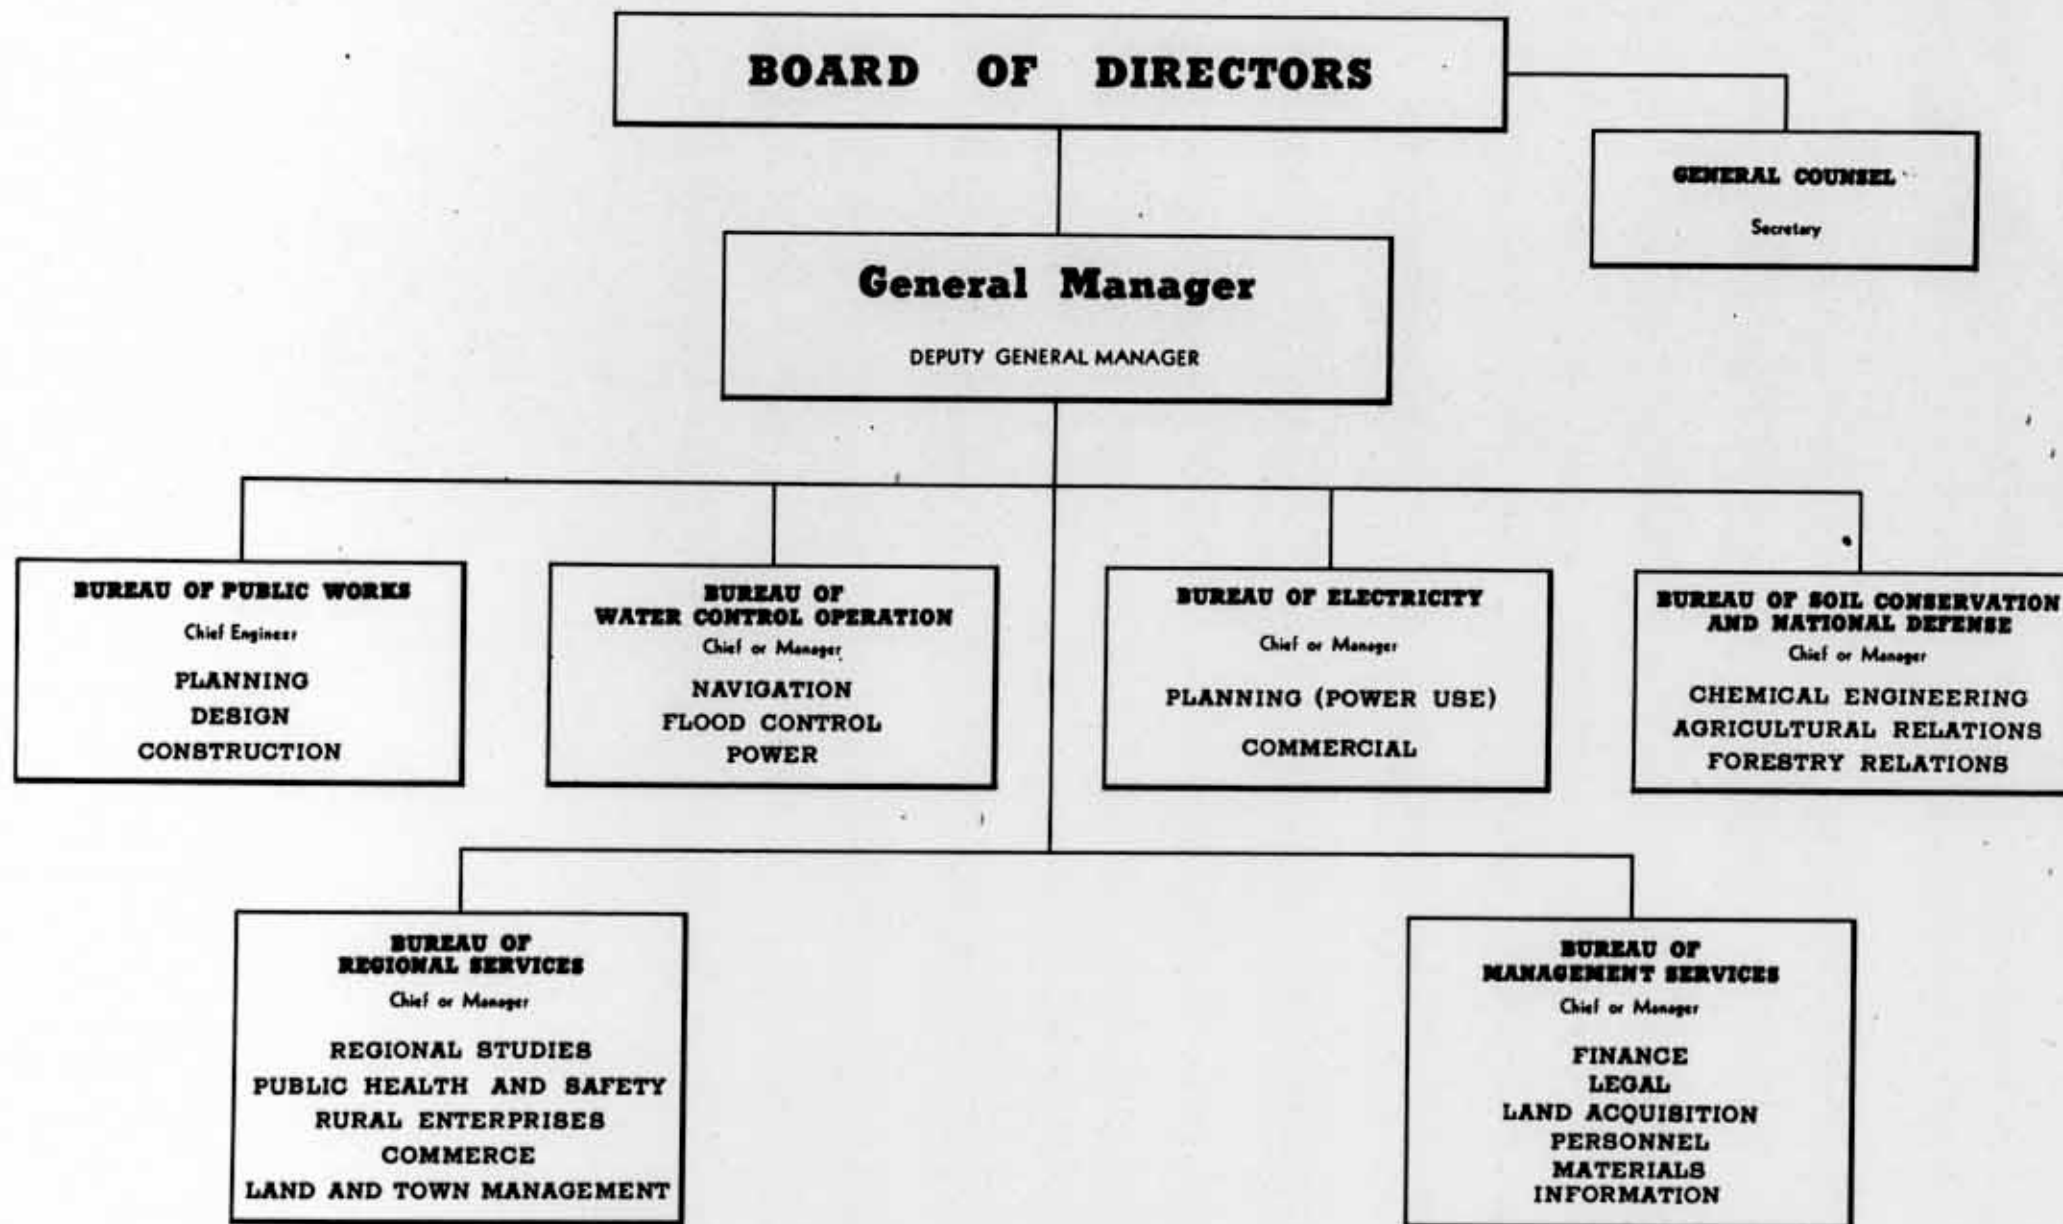 BOARD OF DIRECTORS
GENERAL COUNSEL
Secretary
General Manager
DEPUTY GENERAL MANAGER
BUREAU OF PUBLIC WORKS
Chief Engineer
PLANNING
DESIGN
CONSTRUCTION
BUREAU OF
WATER CONTROL OPERATION
Chief or Manager
NAVIGATION
FLOOD CONTROL
POWER
BUREAU OF ELECTRICITY
Chief or Manager
PLANNING (POWER USE)
COMMERCIAL
BUREAU OF SOIL CONSERVATION
AND NATIONAL DEFENSE
Chief or Manager
CHEMICAL ENGINEERING
AGRICULTURAL RELATIONS
FORESTRY RELATIONS
BUREAU OF
REGIONAL SERVICES
Chief or Manager
REGIONAL STUDIES
PUBLIC HEALTH AND SAFETY
RURAL ENTERPRISES
COMMERCE
LAND AND TOWN MANAGEMENT
BUREAU OF
MANAGEMENT SERVICES
Chief or Manager
FINANCE
LEGAL
LAND ACQUISITION
PERSONNEL
MATERIALS
INFORMATION